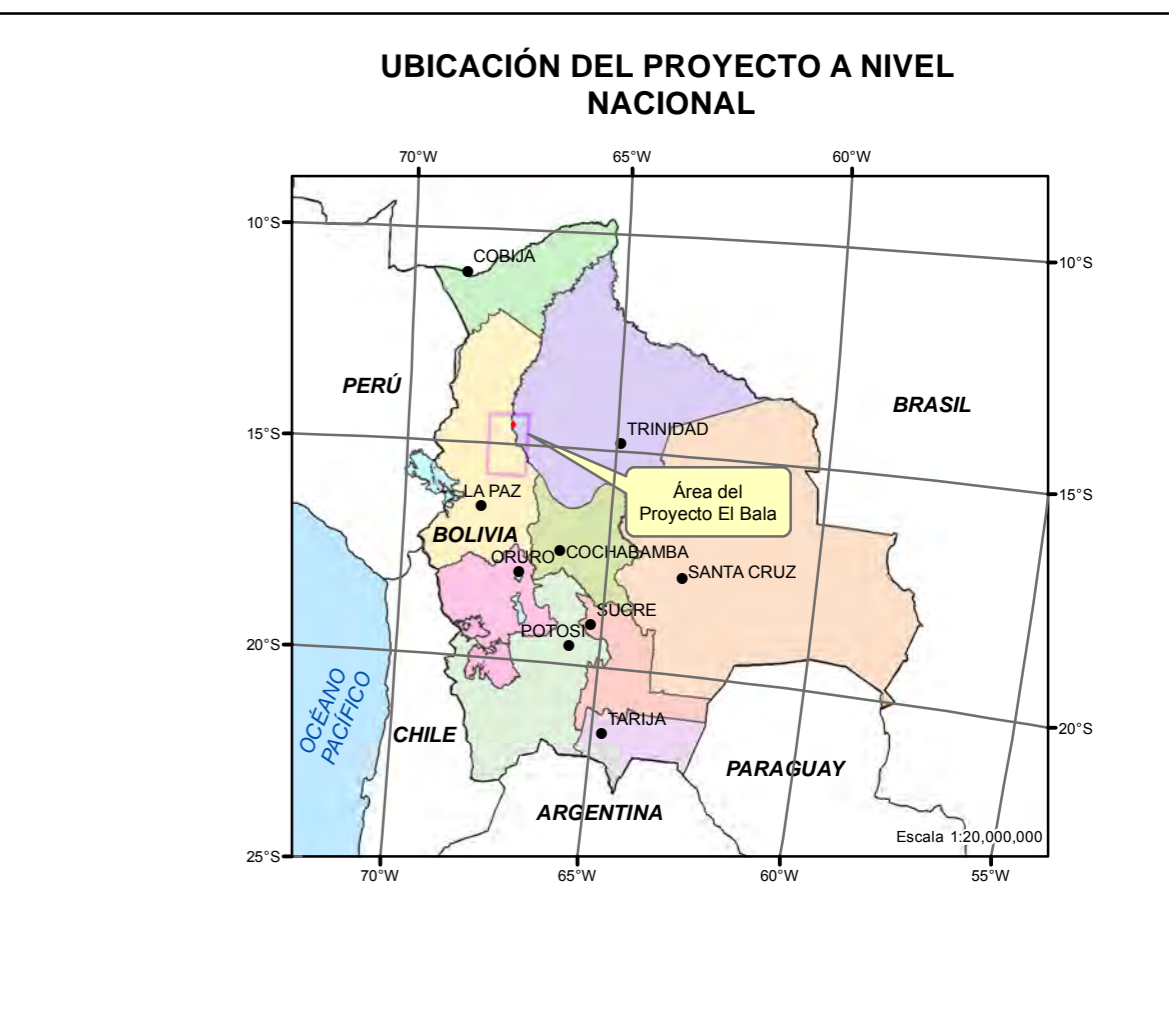 UBICACIÓN DEL PROYECTO A NIVEL
NACIONAL
70°W
65°W
60°W
10°S
10°S
COBIJA
PERÚ
BRASIL
15°S
TRINIDAD
Área del
Proyecto El Bala
15°S
LA PAZ
BOLIVIA
ORURO
COCHABAMBA
SANTA CRUZ
SUCRE
POTOSI
20°S
OCÉANO
PACÍFICO
TARIJA
20°S
CHILE
PARAGUAY
ARGENTINA
Escala 1:20,000,000
25°S
70°W
65°W
60°W
55°W